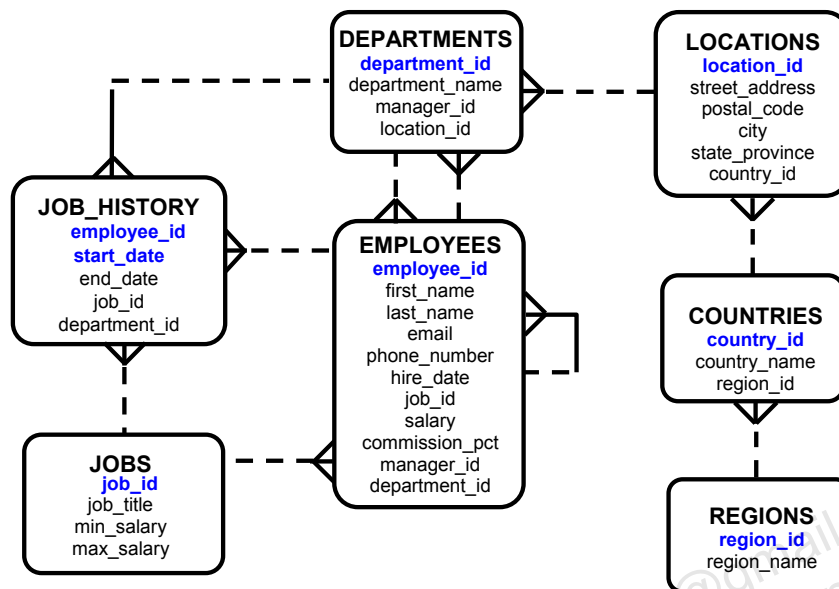 DEPARTMENTS
department_id
department_name
manager_id
location_id
LOCATIONS
location_id
street_address
postal_code
city
state_province
country_id
JOB_HISTORY
employee_id
start_date
end_date
job_id
department_id
EMPLOYEES
employee_id
first_name
last_name
email
phone_number
hire_date
job_id
salary
commission_pct
manager_id
department_id
COUNTRIES
country_id
country_name
region_id
JOBS
job_id
job_title
min_salary
max_salary
REGIONS
region_id
region_name
@gmail